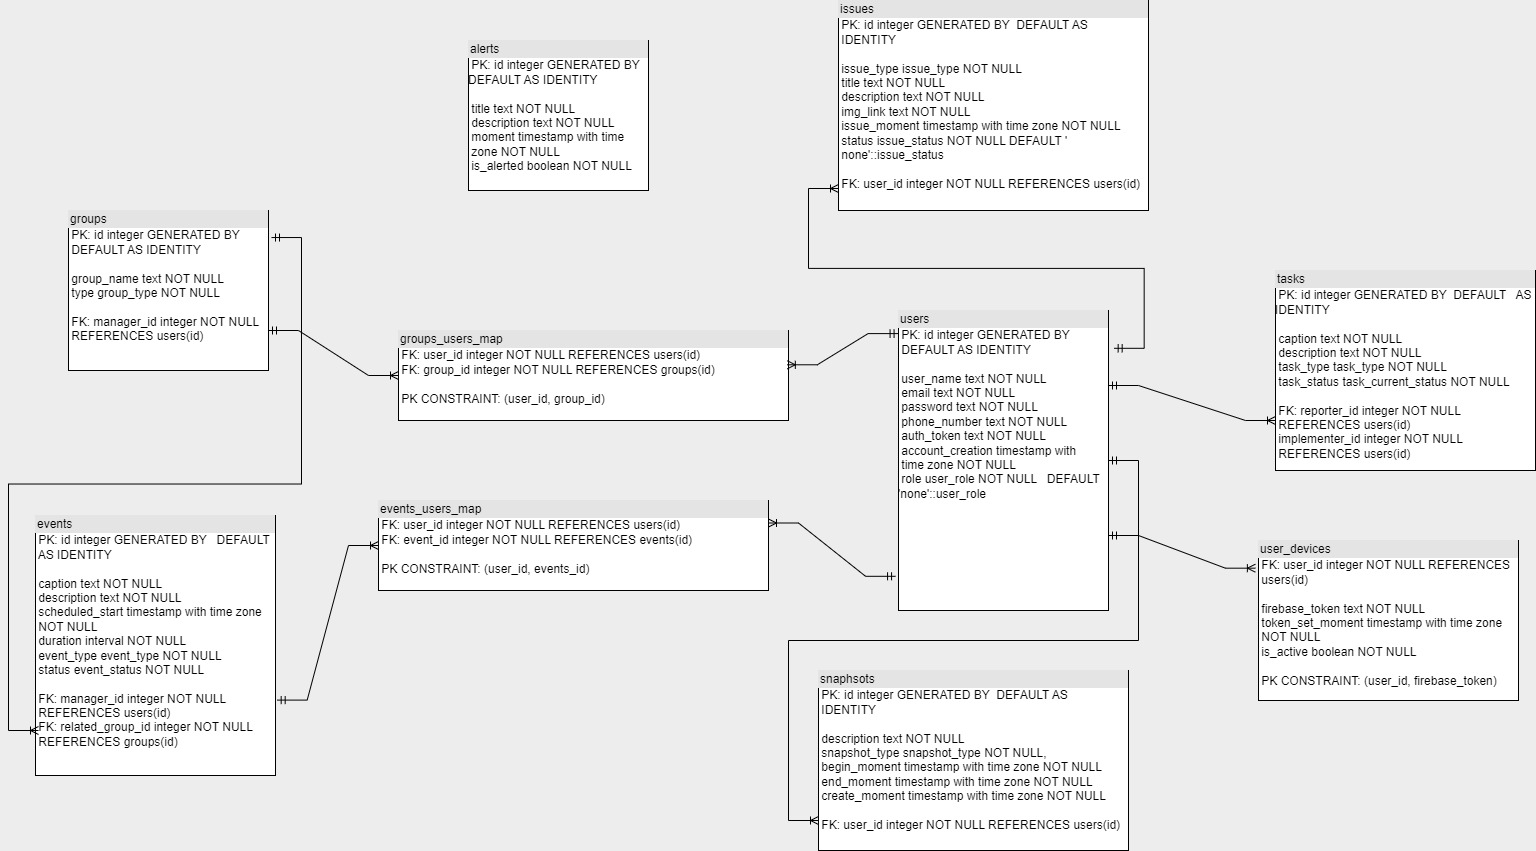 issues
PK: id integer GENERATED BY DEFAULT AS
IDENTITY
issue_type issue_type NOT NULL
title text NOT NULL
description text NOT NULL
img_link text NOT NULL
issue_moment timestamp with time zone NOT NULL
status issue_status NOT NULL DEFAULT '
none'::issue_status
FK: user_id integer NOT NULL REFERENCES users(id)
alerts
PK: id integer GENERATED BY
DEFAULT AS IDENTITY
title text NOT NULL
description text NOT NULL
moment timestamp with time
zone NOT NULL
is_alerted boolean NOT NULL
groups
PK: id integer GENERATED BY
DEFAULT AS IDENTITY
group_name text NOT NULL
type group_type NOT NULL
FK: manager_id integer NOT NULL
REFERENCES users(id)
groups_users_map
FK: user_id integer NOT NULL REFERENCES users(id)
FK: group_id integer NOT NULL REFERENCES groups(id)
PK CONSTRAINT: (user_id, group_id)
users
PK: id integer GENERATED BY
DEFAULT AS IDENTITY
user_name text NOT NULL
email text NOT NULL
password text NOT NULL
phone_number text NOT NULL
auth_token text NOT NULL
account_creation timestamp with
time zone NOT NULL
role user_role NOT NULL DEFAULT
'none'::user_role
tasks
PK: id integer GENERATED BY DEFAULT AS
IDENTITY
caption text NOT NULL
description text NOT NULL
task_type task_type NOT NULL
task_status task_current_status NOT NULL
FK: reporter_id integer NOT NULL
REFERENCES users(id)
implementer_id integer NOT NULL
REFERENCES users(id)
events
PK: id integer GENERATED BY DEFAULT
AS IDENTITY
caption text NOT NULL
description text NOT NULL
scheduled_start timestamp with time zone
NOT NULL
duration interval NOT NULL
event_type event_type NOT NULL
status event_status NOT NULL
FK: manager_id integer NOT NULL
REFERENCES users(id)
FK: related_group_id integer NOT NULL
REFERENCES groups(id)
events_users_map
FK: user_id integer NOT NULL REFERENCES users(id)
FK: event_id integer NOT NULL REFERENCES events(id)
PK CONSTRAINT: (user_id, events_id)
user_devices
FK: user_id integer NOT NULL REFERENCES
users(id)
firebase_token text NOT NULL
token_set_moment timestamp with time zone
NOT NULL
is_active boolean NOT NULL
PK CONSTRAINT: (user_id, firebase_token)
snaphsots
PK: id integer GENERATED BY DEFAULT AS
IDENTITY
description text NOT NULL
snapshot_type snapshot_type NOT NULL,
begin_moment timestamp with time zone NOT NULL
end_moment timestamp with time zone NOT NULL
create_moment timestamp with time zone NOT NULL
FK: user_id integer NOT NULL REFERENCES users(id)